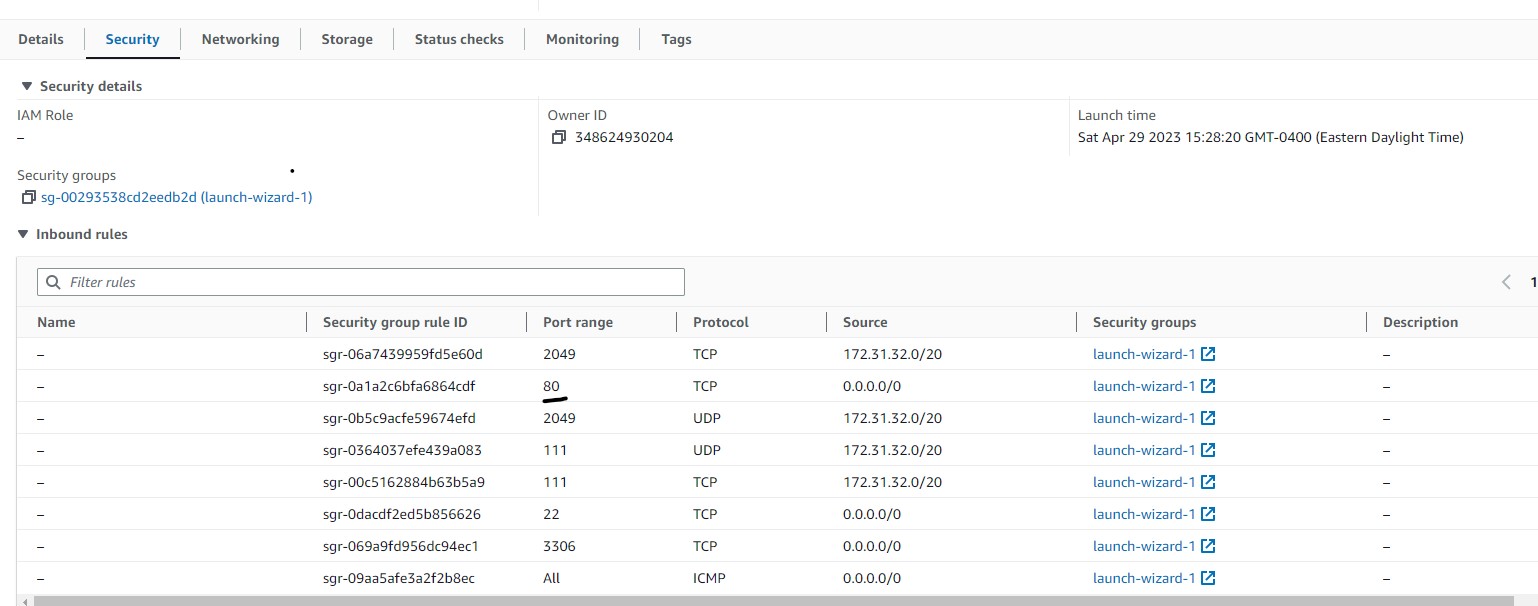 Details Security Networking Storage Status checks Monitoring Tags
Security details
IAM Role Owner ID Launch time
– 348624930204 Sat Apr 29 2023 15:28:20 GMT-0400 (Eastern Daylight Time)
Security groups
sg-00293538cd2eedb2d (launch-wizard-1)
Inbound rules
Filter rules 1
Name Security group rule ID Port range Protocol Source Security groups Description
– sgr-06a7439959fd5e60d 2049 TCP 172.31.32.0/20 launch-wizard-1 –
– sgr-0a1a2c6bfa6864cdf 80 TCP 0.0.0.0/0 launch-wizard-1 –
– sgr-0b5c9acfe59674efd 2049 UDP 172.31.32.0/20 launch-wizard-1 –
– sgr-0364037efe439a083 111 UDP 172.31.32.0/20 launch-wizard-1 –
– sgr-00c5162884b63b5a9 111 TCP 172.31.32.0/20 launch-wizard-1 –
– sgr-0dacdf2ed5b856626 22 TCP 0.0.0.0/0 launch-wizard-1 –
– sgr-069a9fd956dc94ec1 3306 TCP 0.0.0.0/0 launch-wizard-1 –
– sgr-09aa5afe3a2f2b8ec All ICMP 0.0.0.0/0 launch-wizard-1 –